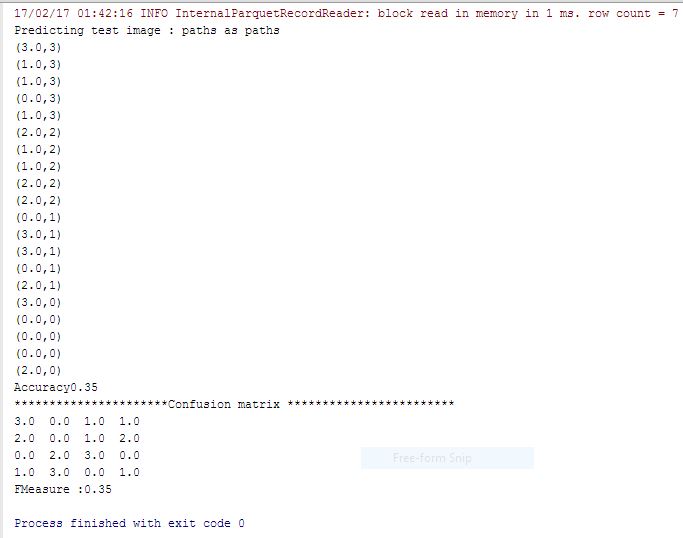 17/02/17 01:42:16 INFO InternalParquetRecordReader: block read in memory in 1 ms. row count = 7
Predicting test image : paths as paths
(3.0,3)
(1.0,3)
(1.0,3)
(0.0,3)
(1.0,3)
(2.0,2)
(1.0,2)
(1.0,2)
(2.0,2)
(2.0,2)
(0.0,1)
(3.0,1)
(3.0,1)
(0.0,1)
(2.0,1)
(3.0,0)
(0.0,0)
(0.0,0)
(0.0,0)
(2.0,0)
Accuracy0.35
**********************Confusion matrix ************************
3.0 0.0 1.0 1.0
2.0 0.0 1.0 2.0
0.0 2.0 3.0 0.0
1.0 3.0 0.0 1.0
FMeasure :0.35
Process finished with exit code 0
Free-form Snip